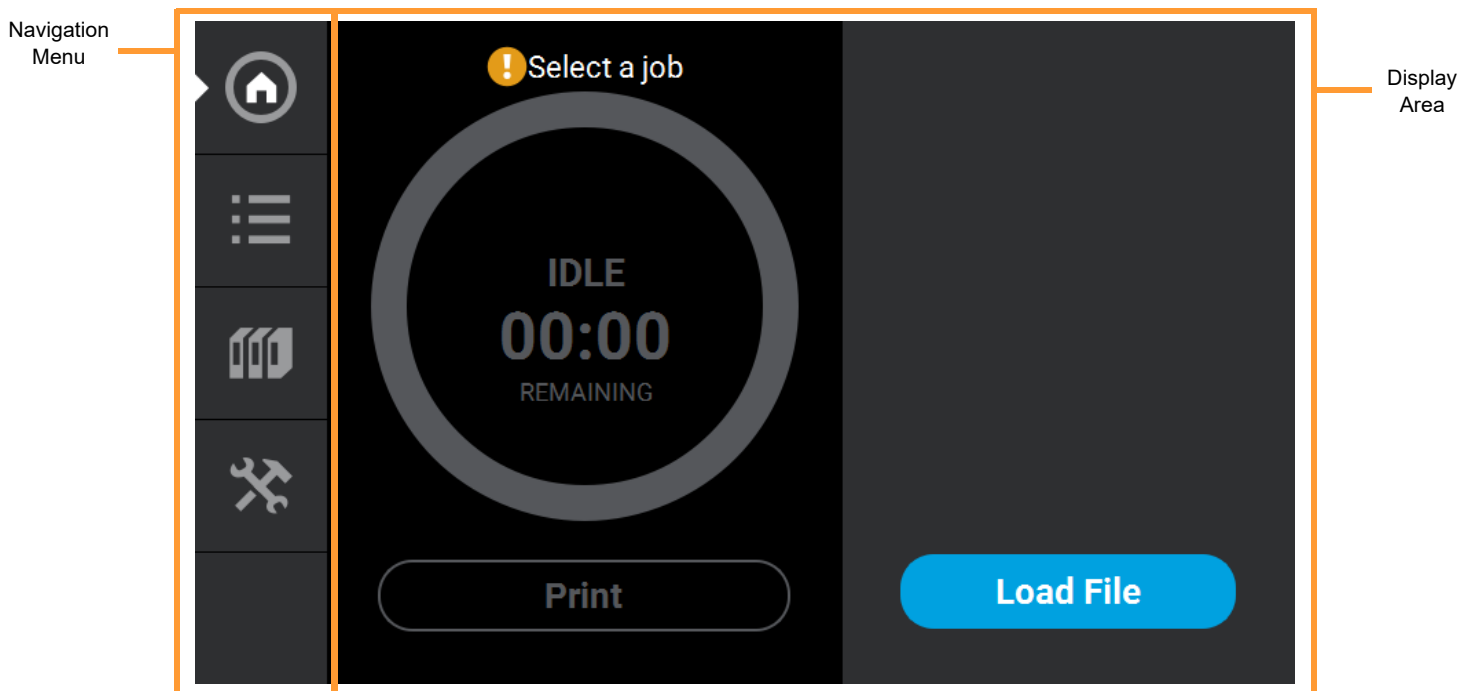 Navigation
Menu
Select a job
IDLE
00:00
REMAINING
Print
Load File
Display
Area